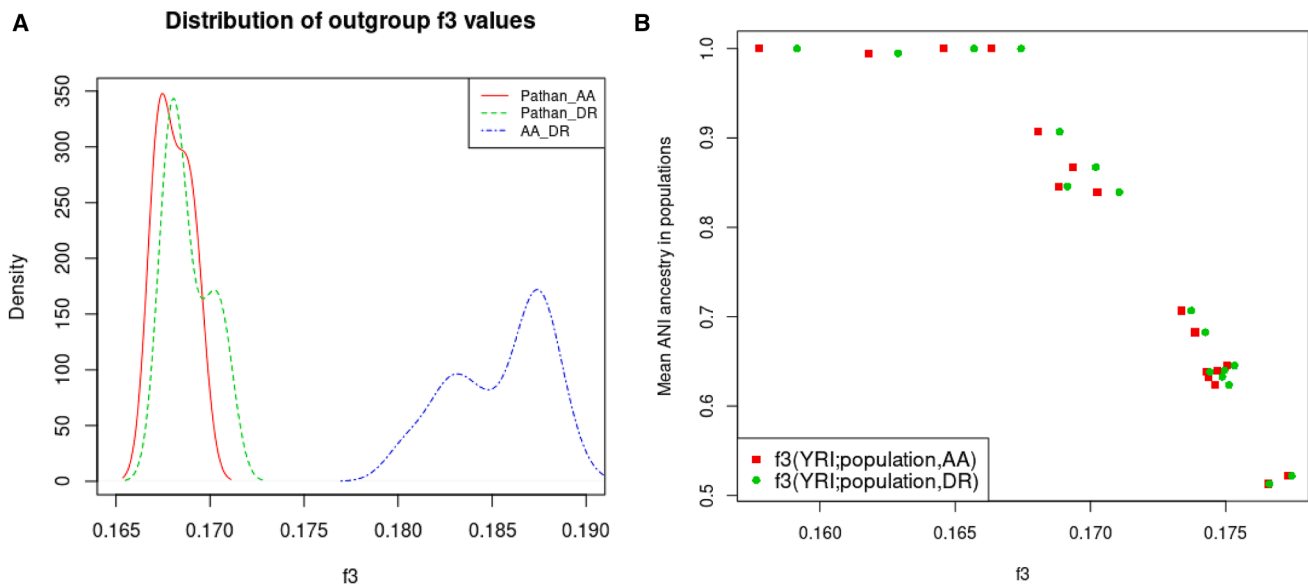 A
Distribution of outgroup f3 values
Density
0 50 100 150 200 250 300 350
Pathan_AA
Pathan_DR
AA_DR
0.165 0.170 0.175 0.180 0.185 0.190
f3
B
Mean ANI ancestry in populations
0.5 0.6 0.7 0.8 0.9 1.0
f3(YRI;population,AA)
f3(YRI;population,DR)
0.160 0.165 0.170 0.175
f3